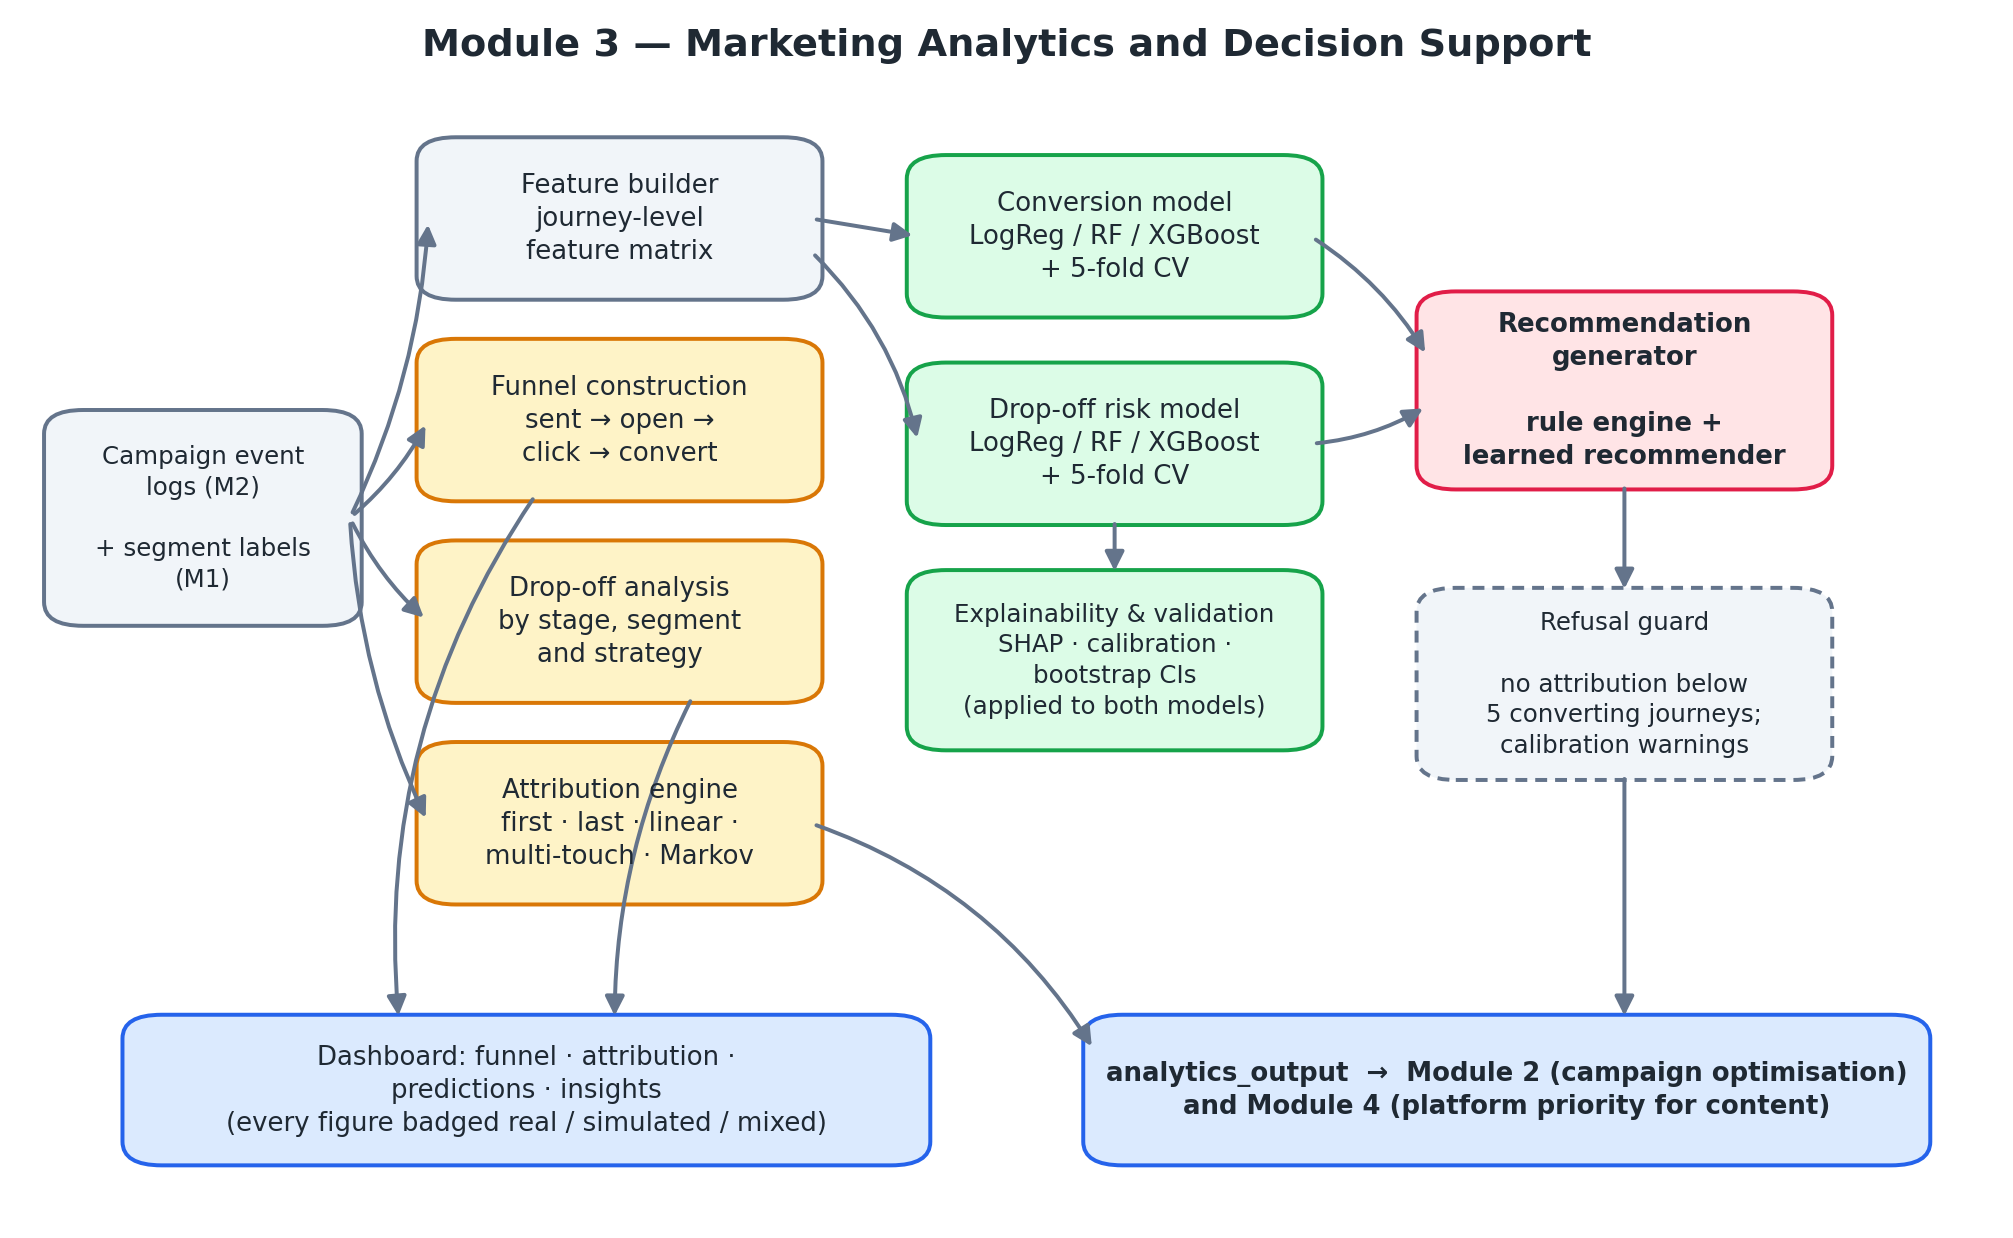 Module 3 — Marketing Analytics and Decision Support
Feature builder
journey-level
feature matrix
Conversion model
LogReg / RF / XGBoost
+ 5-fold CV
Recommendation
generator
rule engine +
learned recommender
Funnel construction
sent → open →
click → convert
Drop-off risk model
LogReg / RF / XGBoost
+ 5-fold CV
Campaign event
logs (M2)
+ segment labels
(M1)
Drop-off analysis
by stage, segment
and strategy
Explainability & validation
SHAP · calibration ·
bootstrap CIs
(applied to both models)
Refusal guard
no attribution below
5 converting journeys;
calibration warnings
Attribution engine
first · last · linear ·
multi-touch · Markov
Dashboard: funnel · attribution ·
predictions · insights
(every figure badged real / simulated / mixed)
analytics_output → Module 2 (campaign optimisation)
and Module 4 (platform priority for content)